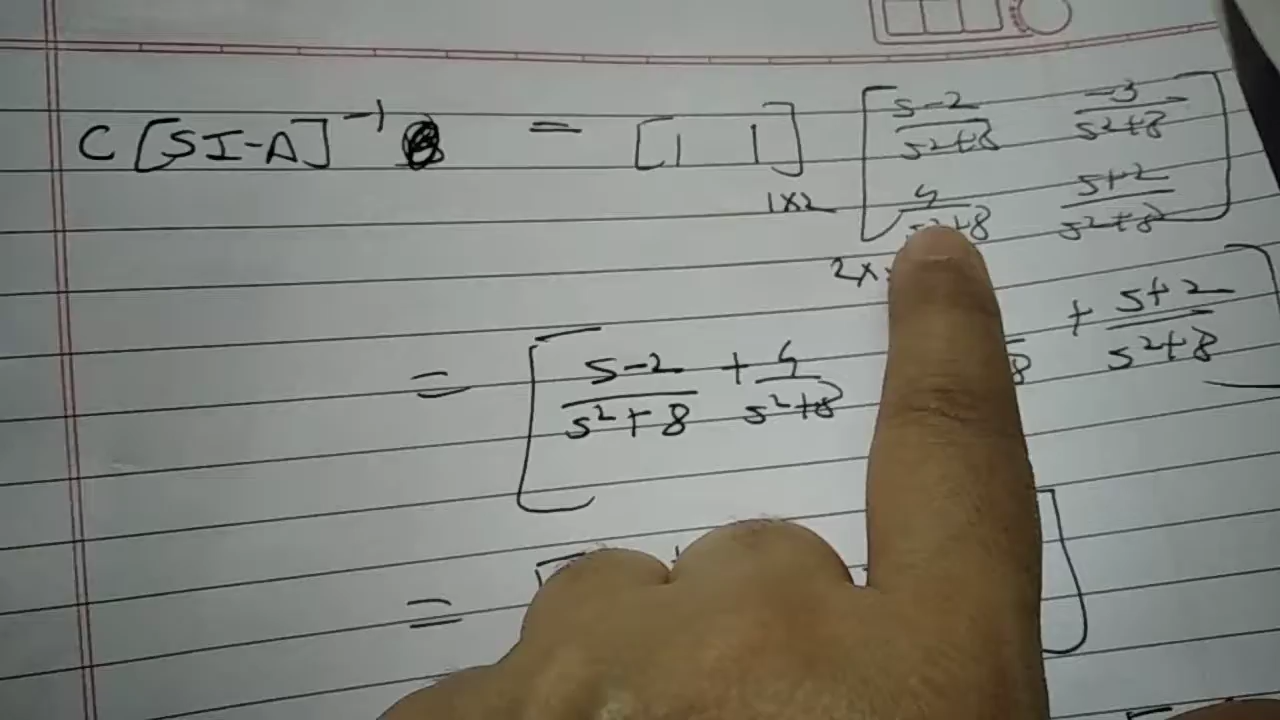 C [SI-A]⁻¹ = [1 1] [ (s-2)/(s²+8) -3/(s²+8)
1x2 4/(s²+8) (s+2)/(s²+8) ]
2x
= [ (s-2)/(s²+8) + 4/(s²+8) 8 + (s+2)/(s²+8) ]
= [ ]